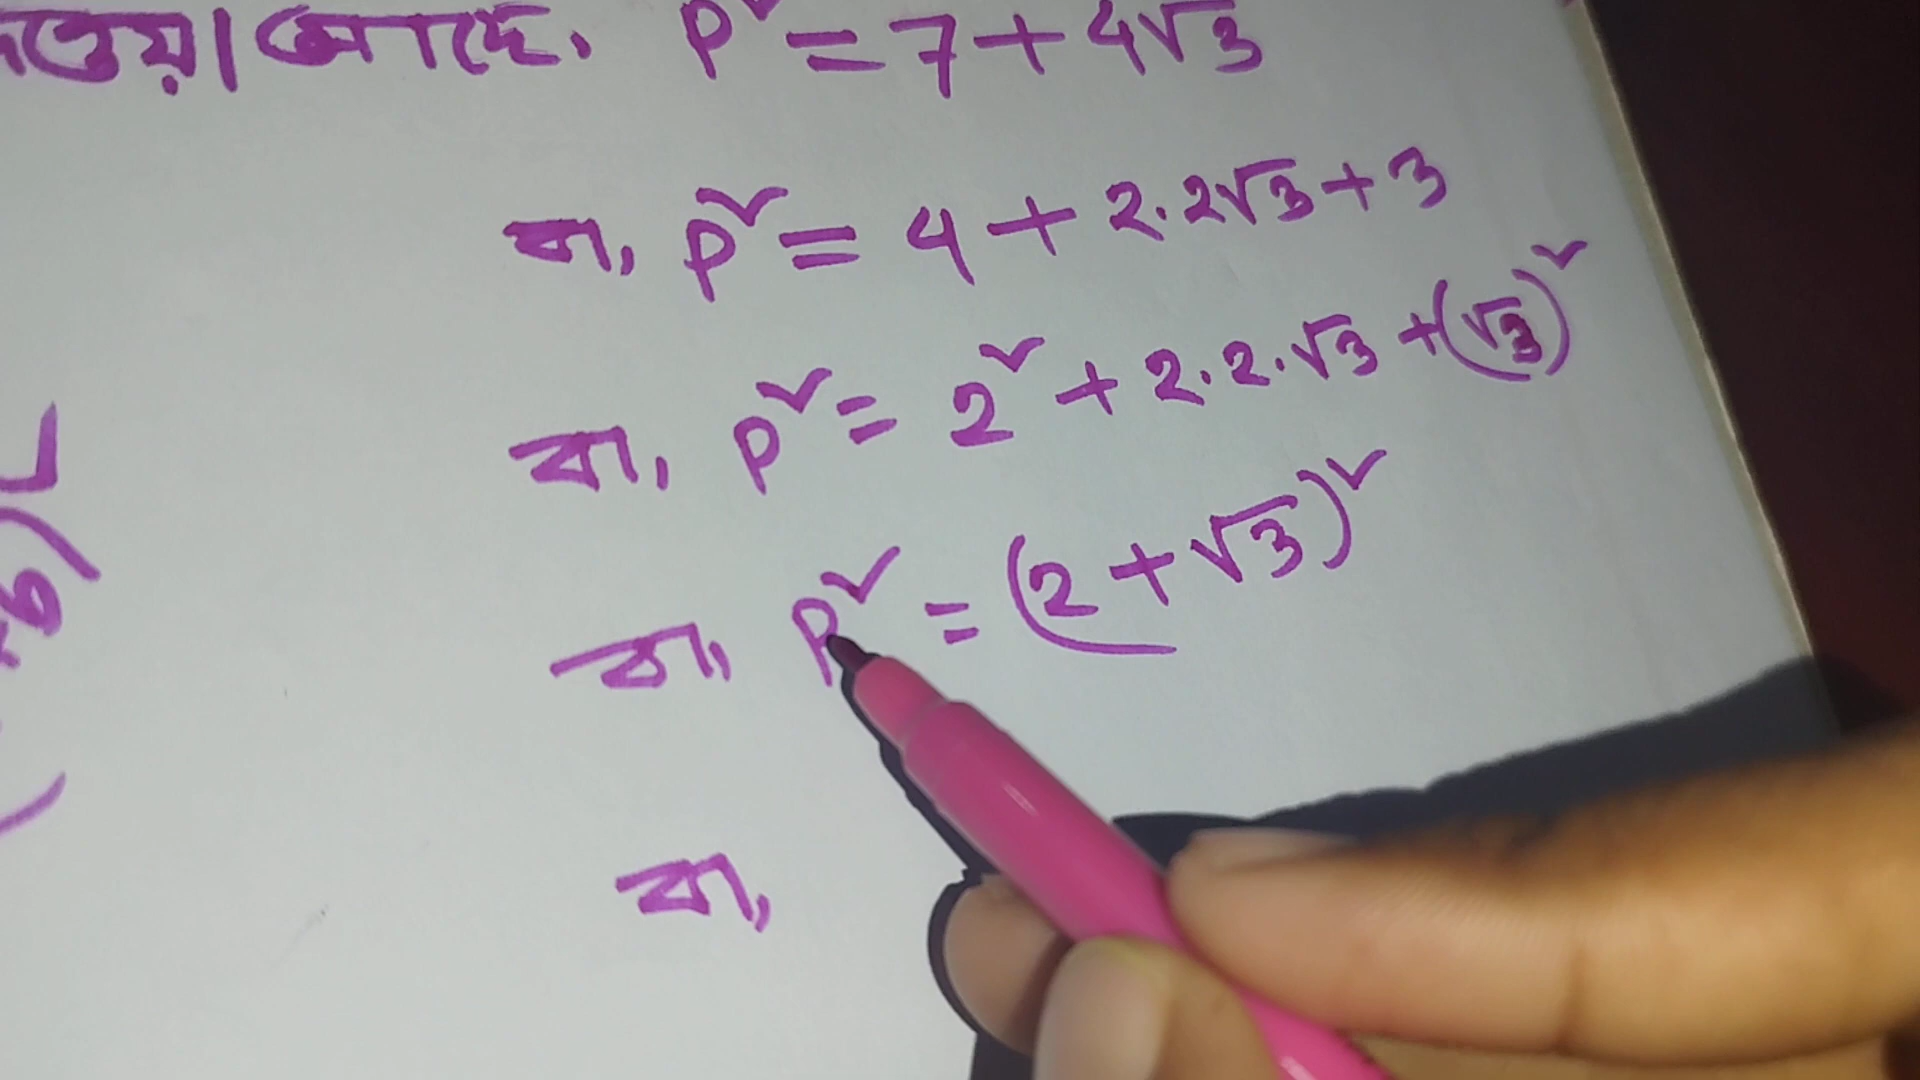 দেওয়া আছে, p² = 7 + 4√3
বা, p² = 4 + 2·2√3 + 3
বা, p² = 2² + 2·2·√3 + (√3)²
বা, p² = (2 + √3)²
বা,